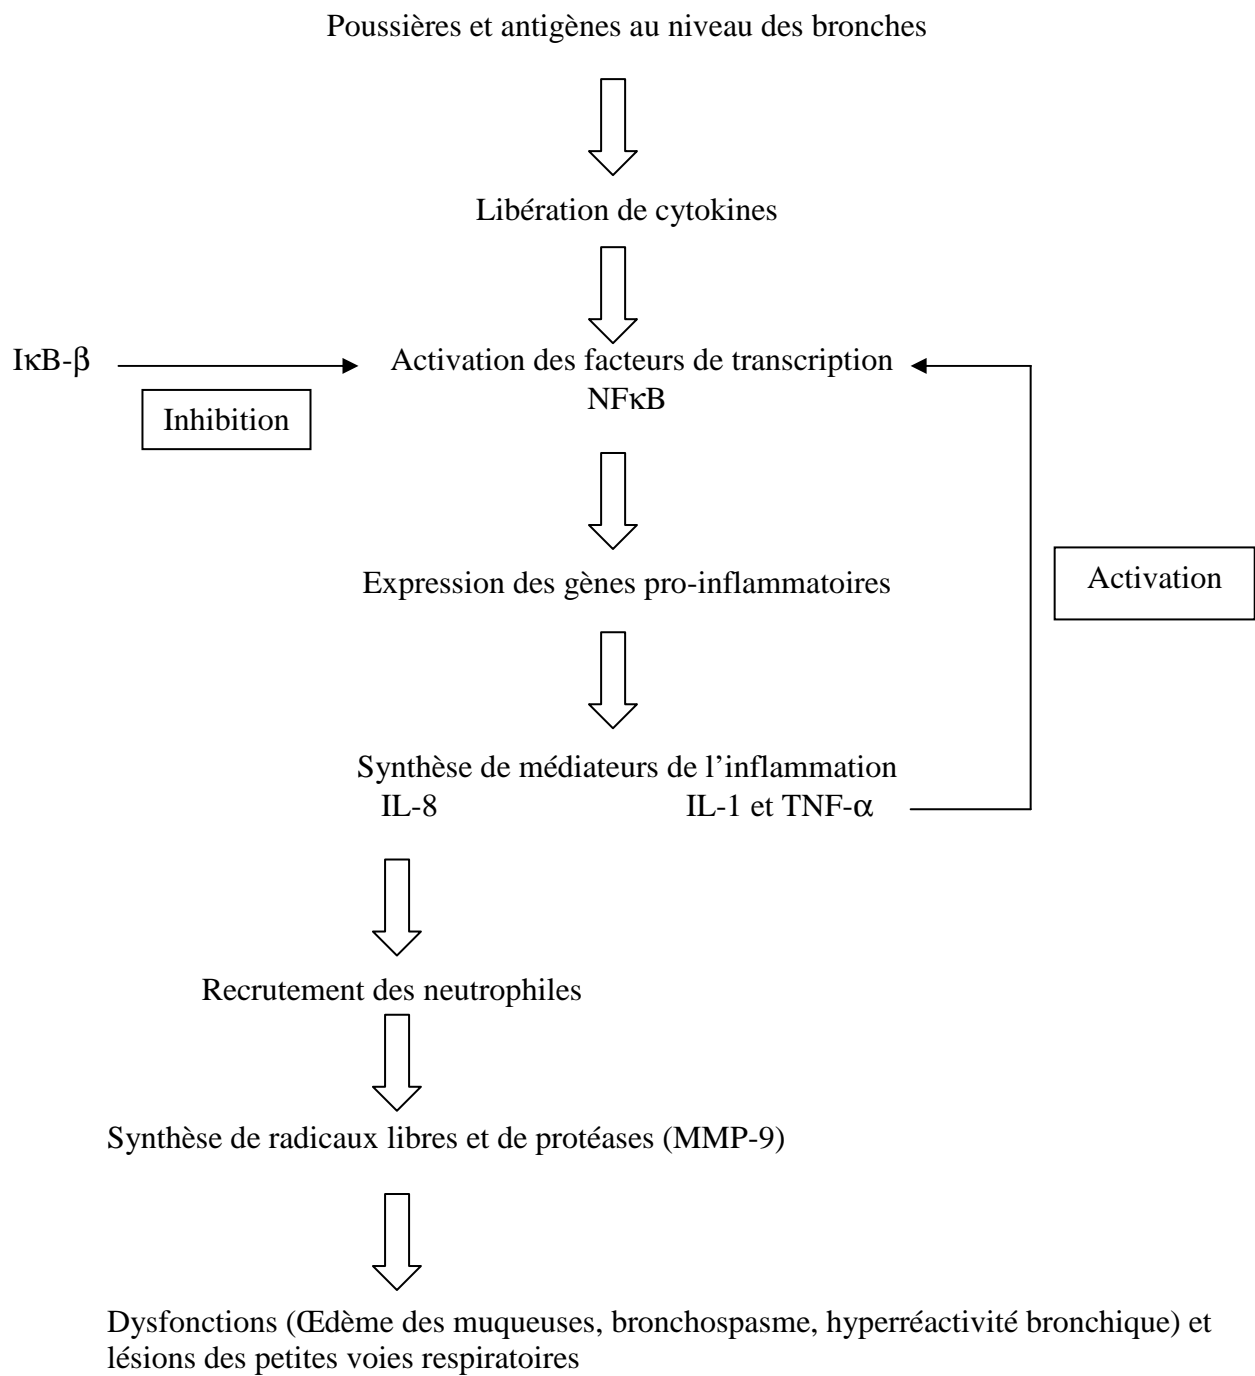 Poussières et antigènes au niveau des bronches
Libération de cytokines
IκB-β
Activation des facteurs de transcription
NFκB
Inhibition
Expression des gènes pro-inflammatoires
Activation
Synthèse de médiateurs de l’inflammation
IL-8 IL-1 et TNF-α
Recrutement des neutrophiles
Synthèse de radicaux libres et de protéases (MMP-9)
Dysfonctions (Œdème des muqueuses, bronchospasme, hyperréactivité bronchique) et
lésions des petites voies respiratoires